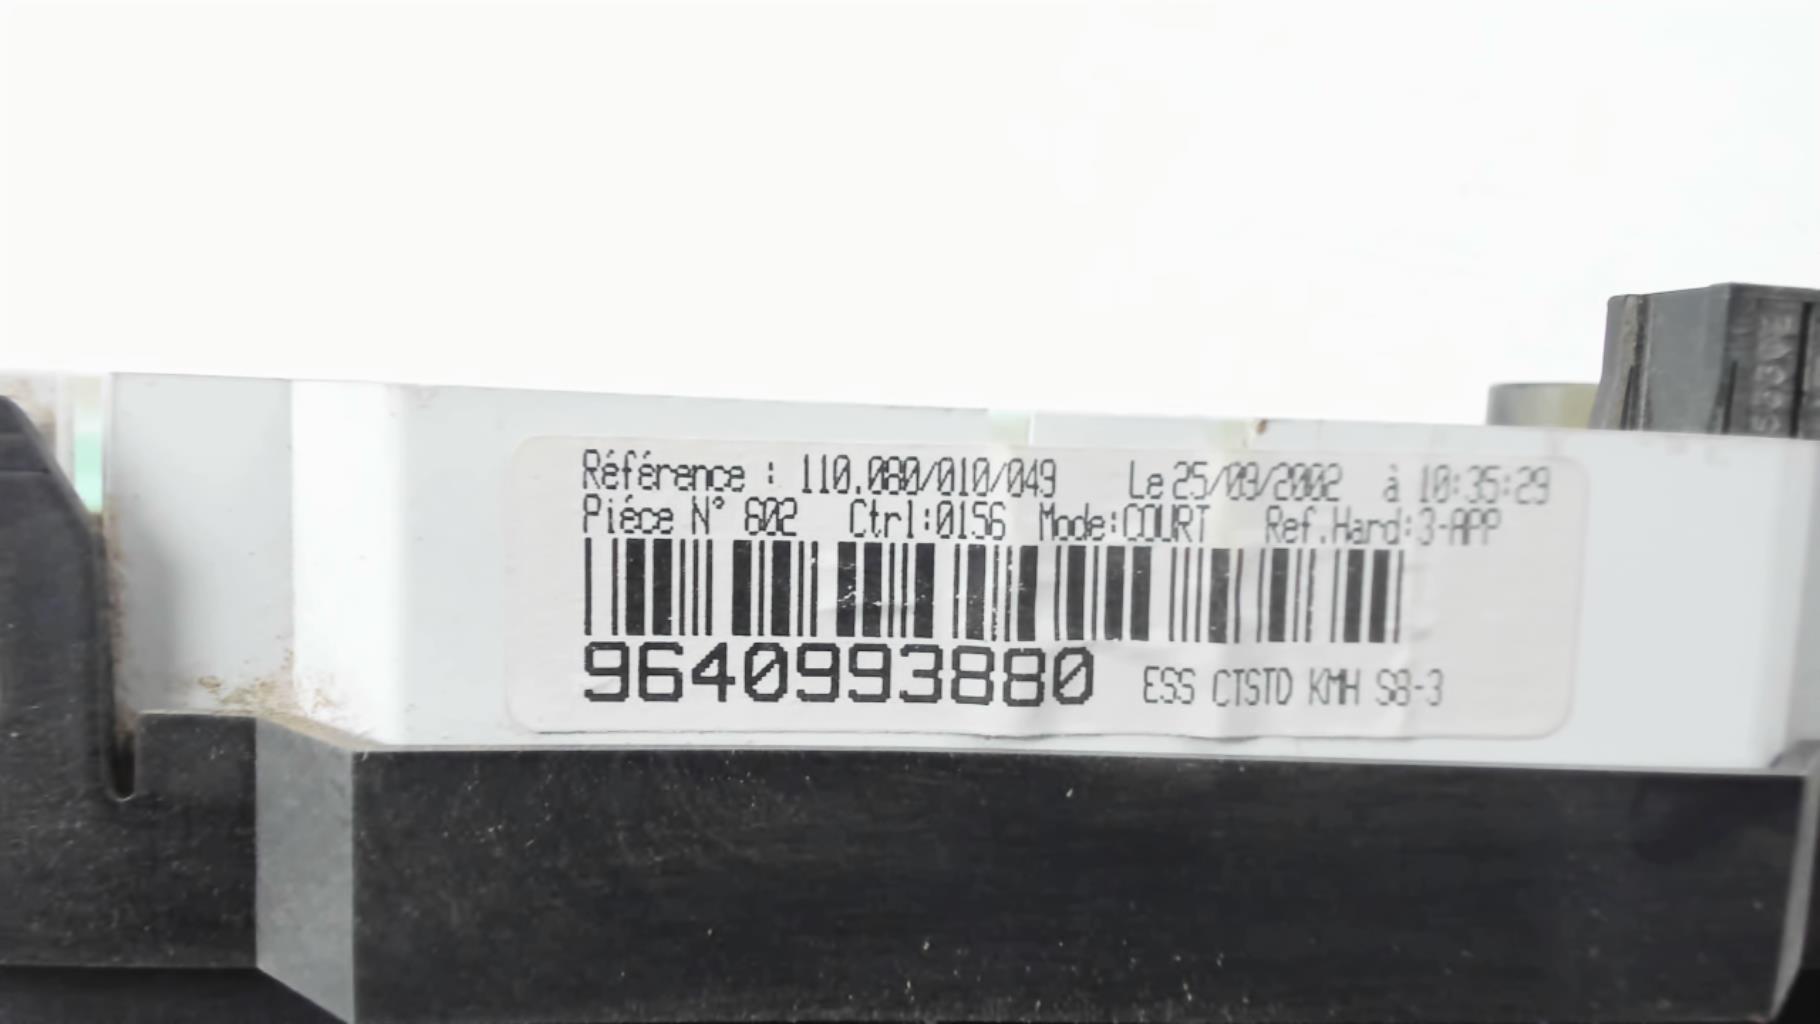 Référence : 110.080/010/049 Le 25/09/2002 à 10:35:29
Piéce N° 602 Ctrl:0156 Mode:COURT Ref.Hard:3-APP
9640993880 ESS CTSTD KMH S8-3